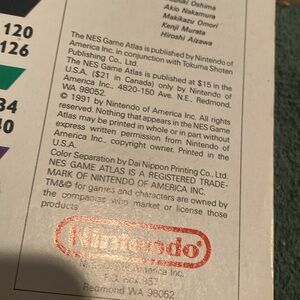 120
126
34
40
Oshima
Akio Nakamura
Makikazu Omori
Kenji Murata
Hiroshi Aizawa
The NES Game Atlas is published by Nintendo of
America Inc. in conjunction with Tokuma Shoten
Publishing Co., Ltd.
The NES Game Atlas is published at $15 in the
U.S.A. ($21 in Canada) only by Nintendo of
America Inc. 4820-150 Ave. N.E., Redmond,
WA 98052.
© 1991 by Nintendo of America Inc. All rights
reserved. Nothing that appears in the NES Game
Atlas may be printed in whole or in part without
express written permission from Nintendo of
America Inc., copyright owner. Printed in the
U.S.A.
Color Separation by Dai Nippon Printing Co., Ltd.
NES GAME ATLAS IS A REGISTERED TRADE-
MARK OF NINTENDO OF AMERICA INC.
TM&© for games and characters are owned by
the companies who market or license those
products
Nintendo
Nintendo of America Inc.
P.O. Box 957
Redmond WA 98052